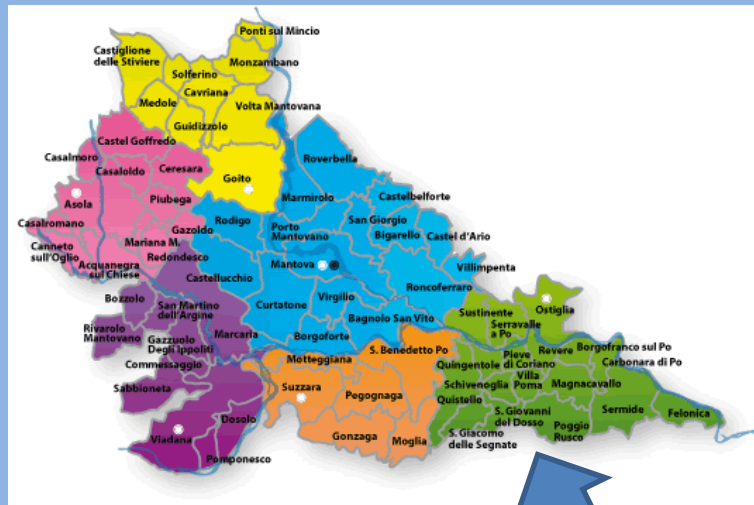 Ponti sul Mincio
Castiglione
delle Stiviere
Monzambano
Solferino
Cavriana
Medole
Volta Mantovana
Guidizzolo
Castel Goffredo
Roverbella
Casalmoro
Casaloldo
Ceresara
Goito
Marmirolo
Castelbelforte
Asola
Piubega
San Giorgio
Casalromano
Gazoldo
Rodigo
Porto
Mantovano
Bigarello
Castel d'Ario
Canneto
sull'Oglio
Mariana M.
Redondesco
Acquanegra
sul Chiese
Mantova
Villimpenta
Castellucchio
Roncoferraro
Bozzolo
San Martino
dell'Argine
Curtatone
Virgilio
Ostiglia
Rivarolo
Mantovano
Marcaria
Borgoforte
Bagnolo San Vito
Sustinente
Serravalle
a Po
Gazzuolo
Degli Ippoliti
Commessaggio
Motteggiana
S. Benedetto Po
Quingentole
Pieve
di Coriano
Revere
Borgofranco sul Po
Carbonara di Po
Sabbioneta
Suzzara
Pegognaga
Schivenoglia
Villa
Poma
Magnacavallo
Quistello
Viadana
Dosolo
Gonzaga
Moglia
S. Giovanni
del Dosso
Poggio
Rusco
Sermide
Felonica
S. Giacomo
delle Segnate
Pomponesco